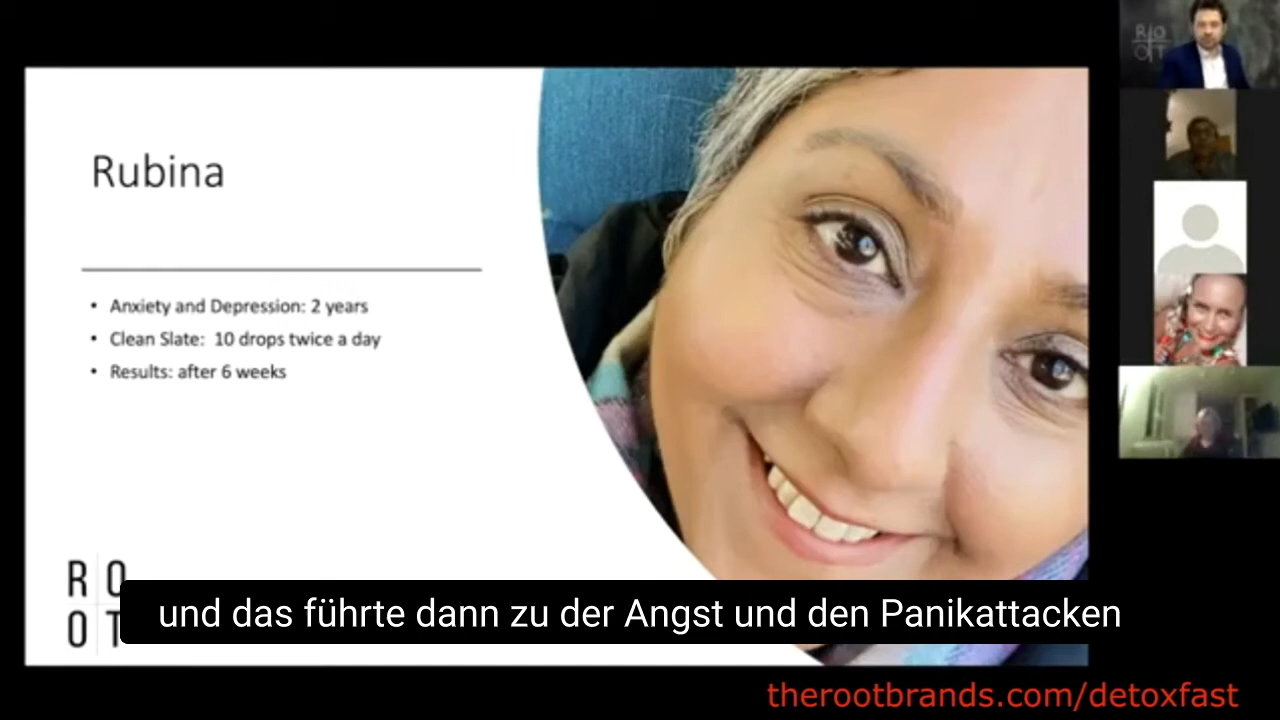 Rubina
• Anxiety and Depression: 2 years
• Clean Slate: 10 drops twice a day
• Results: after 6 weeks
R O
O T
R O
O T
und das führte dann zu der Angst und den Panikattacken
therootbrands.com/detoxfast